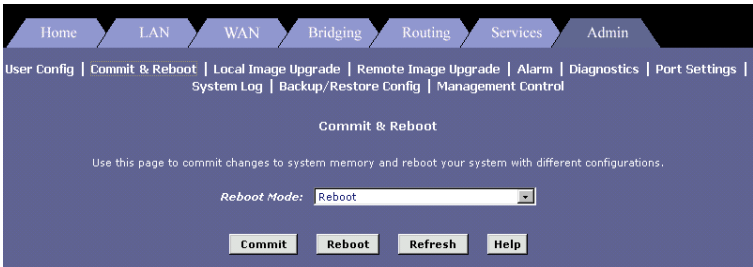 Home LAN WAN Bridging Routing Services Admin
User Config | Commit & Reboot | Local Image Upgrade | Remote Image Upgrade | Alarm | Diagnostics | Port Settings |
System Log | Backup/Restore Config | Management Control
Commit & Reboot
Use this page to commit changes to system memory and reboot your system with different configurations.
Reboot Mode: Reboot
Commit Reboot Refresh Help